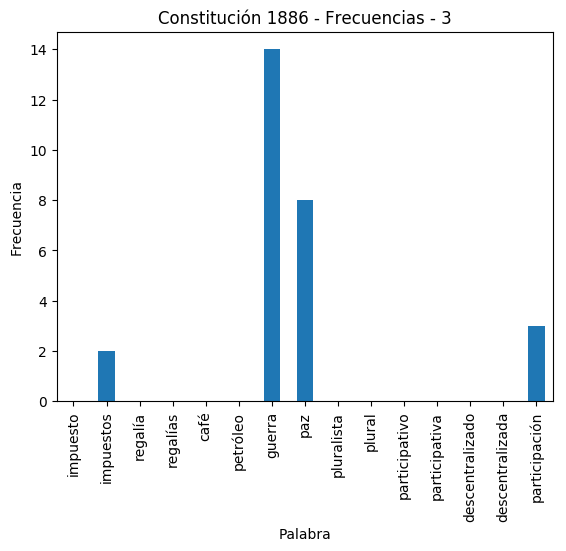 Constitución 1886 - Frecuencias - 3
Frecuencia
14
12
10
8
6
4
2
0
impuesto
impuestos
regalía
regalías
café
petróleo
guerra
paz
pluralista
plural
participativo
participativa
descentralizado
descentralizada
participación
Palabra